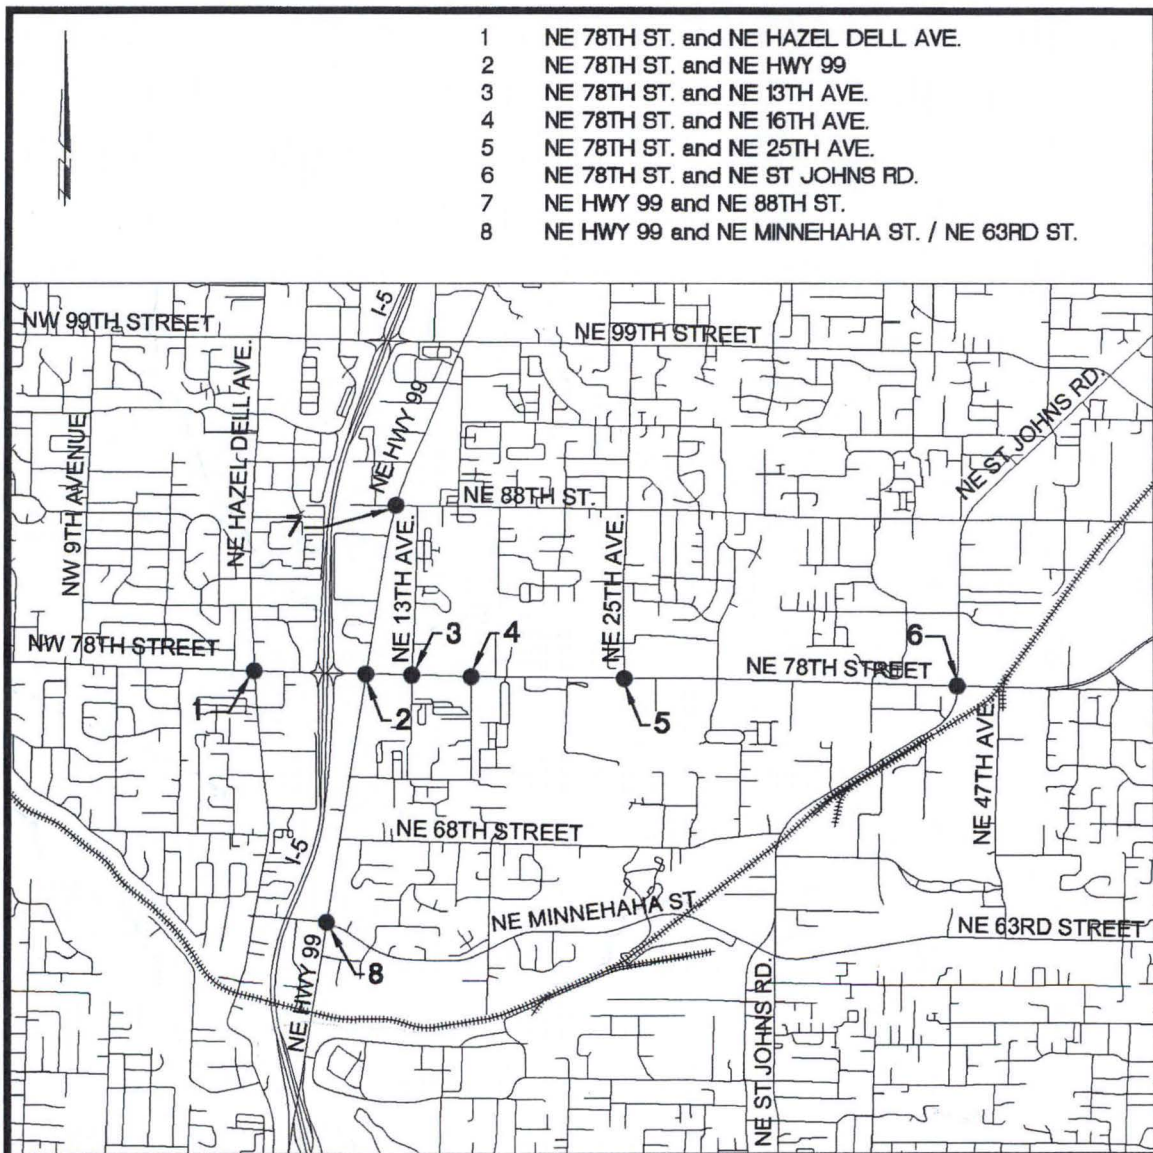 1 NE 78TH ST. and NE HAZEL DELL AVE.
2 NE 78TH ST. and NE HWY 99
3 NE 78TH ST. and NE 13TH AVE.
4 NE 78TH ST. and NE 16TH AVE.
5 NE 78TH ST. and NE 25TH AVE.
6 NE 78TH ST. and NE ST JOHNS RD.
7 NE HWY 99 and NE 88TH ST.
8 NE HWY 99 and NE MINNEHAHA ST. / NE 63RD ST.
I-5
NW 99TH STREET
NE 99TH STREET
NE HAZEL DELL AVE.
NE HWY 99
NE ST JOHNS RD.
NW 9TH AVENUE
NE 88TH ST.
7
NE 13TH AVE.
NE 25TH AVE.
NW 78TH STREET
3
4
6
NE 78TH STREET
1
2
5
NE 47TH AVE.
NE 68TH STREET
I-5
NE MINNEHAHA ST
NE 63RD STREET
8
NE HWY 99
NE ST JOHNS RD.